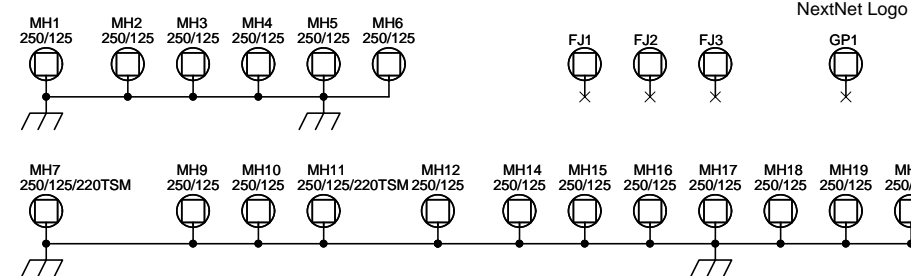 NextNet Logo
MH1 MH2 MH3 MH4 MH5 MH6
250/125 250/125 250/125 250/125 250/125 250/125
FJ1 FJ2 FJ3 GP1
MH7 MH9 MH10 MH11 MH12 MH14 MH15 MH16 MH17 MH18 MH19
250/125/220TSM 250/125 250/125 250/125/220TSM 250/125 250/125 250/125 250/125 250/125 250/125 250/125